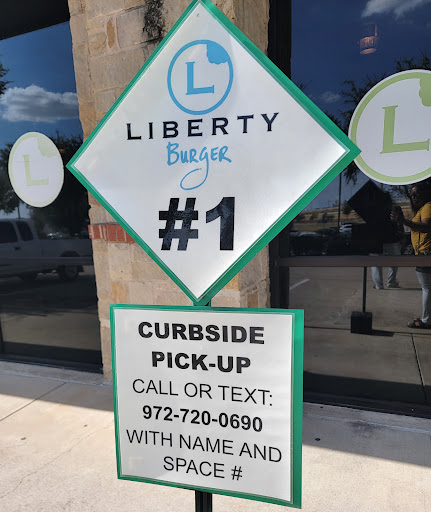 L
LIBERTY
BURGER
#1
CURBSIDE
PICK-UP
CALL OR TEXT:
972-720-0690
WITH NAME AND
SPACE #
L
L